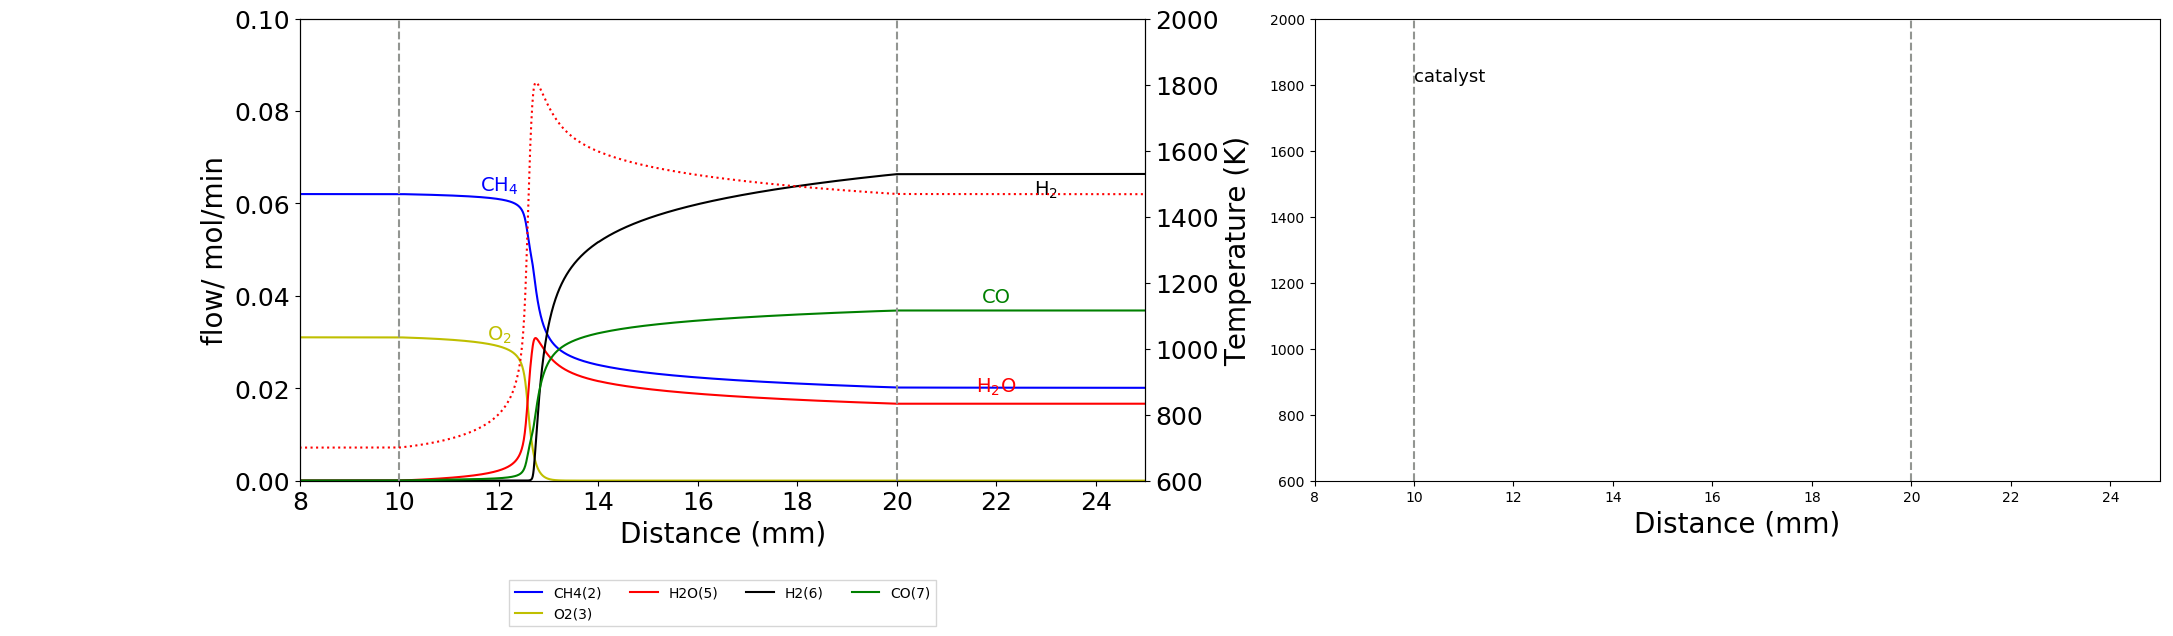 0.10
0.08
0.06
0.04
0.02
0.00
flow/ mol/min
8 10 12 14 16 18 20 22 24
Distance (mm)
2000
1800
1600
1400
1200
1000
800
600
Temperature (K)
CH₄
O₂
H₂
CO
H₂O
CH4(2)
O2(3)
H2O(5)
H2(6)
CO(7)
2000
1800
1600
1400
1200
1000
800
600
catalyst
8 10 12 14 16 18 20 22 24
Distance (mm)